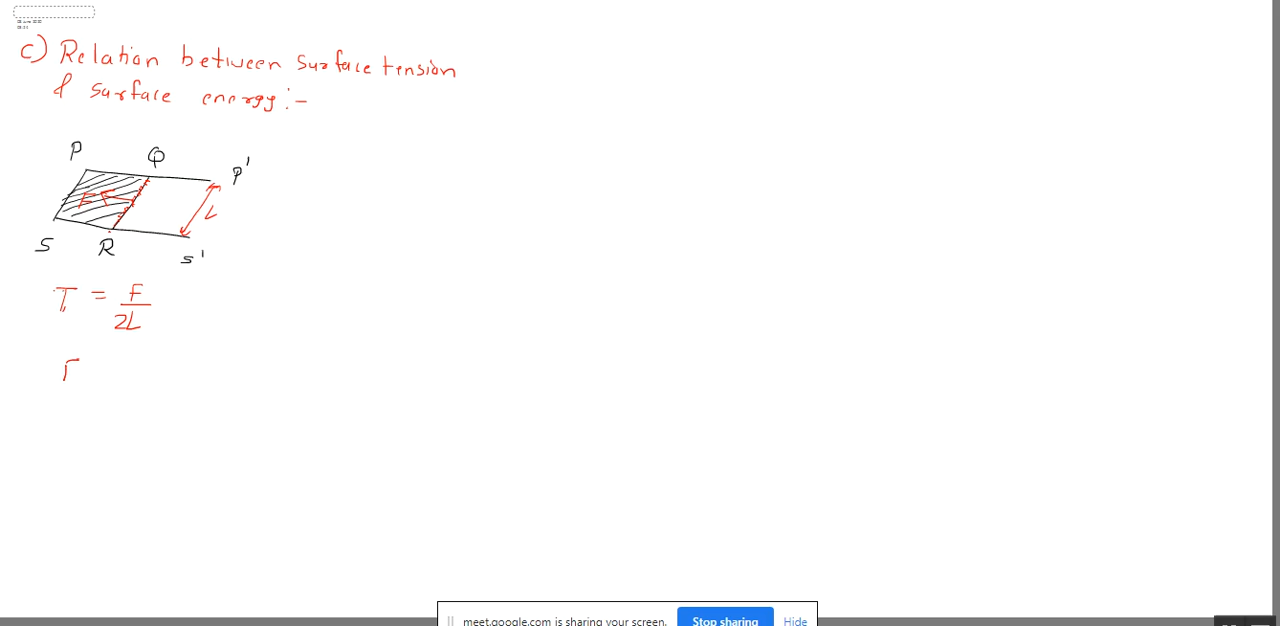 c) Relation between surface tension
& surface energy :-
P
Q
P'
F
L
S
R
S'
T = F
2L
meet.google.com is sharing your screen.
Stop sharing
Hide